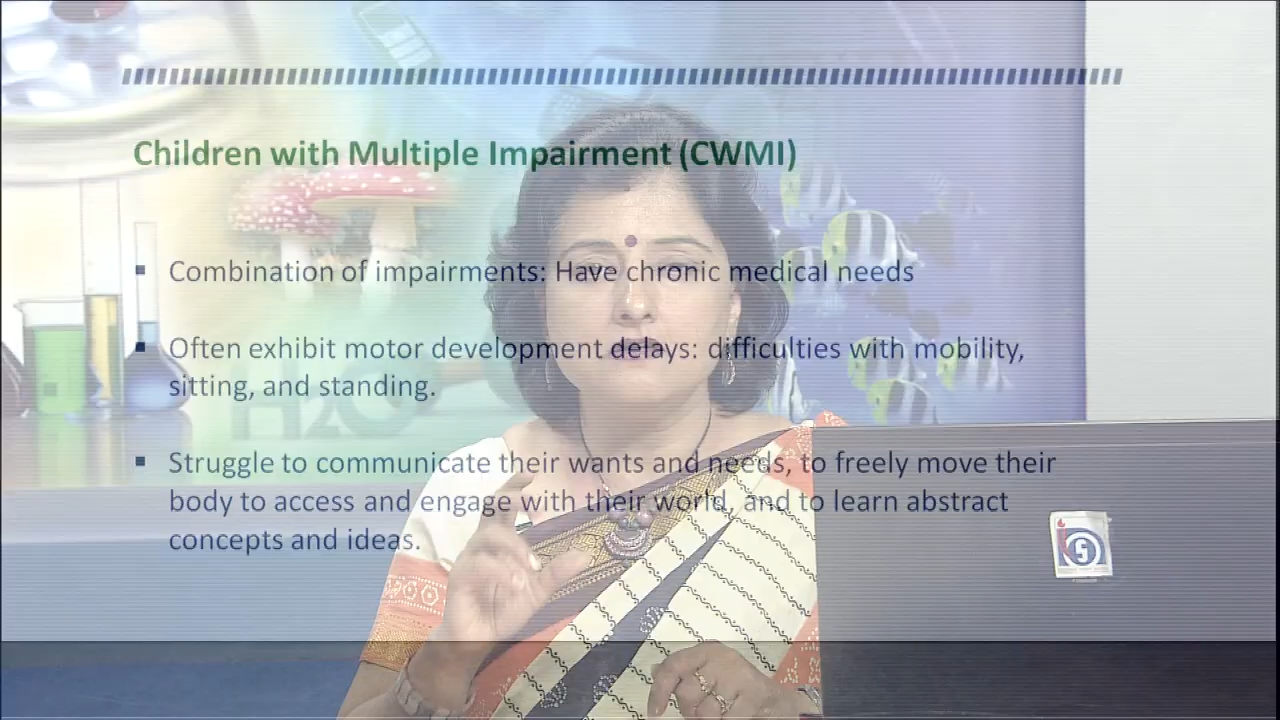 Children with Multiple Impairment (CWMI)
Combination of impairments: Have chronic medical needs
Often exhibit motor development delays: difficulties with mobility,
sitting, and standing.
Struggle to communicate their wants and needs, to freely move their
body to access and engage with their world, and to learn abstract
concepts and ideas.
H2O